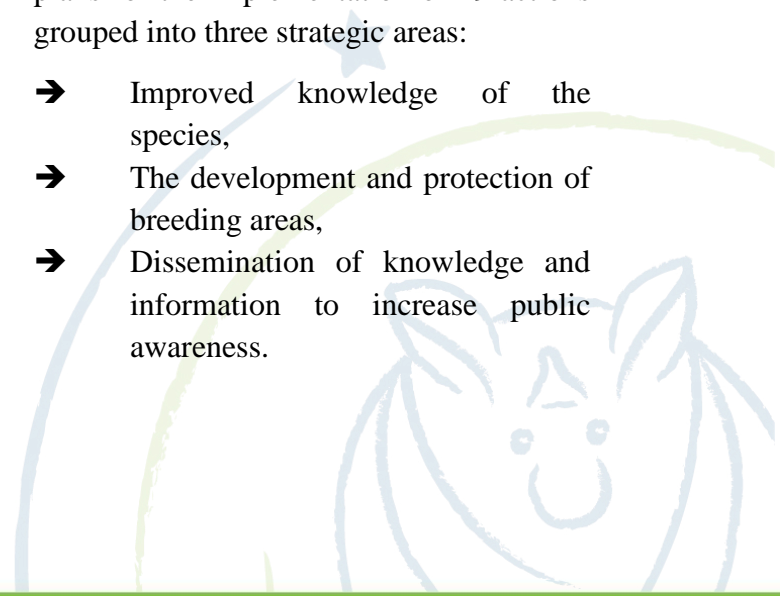 grouped into three strategic areas:
➔ Improved knowledge of the
species,
➔ The development and protection of
breeding areas,
➔ Dissemination of knowledge and
information to increase public
awareness.